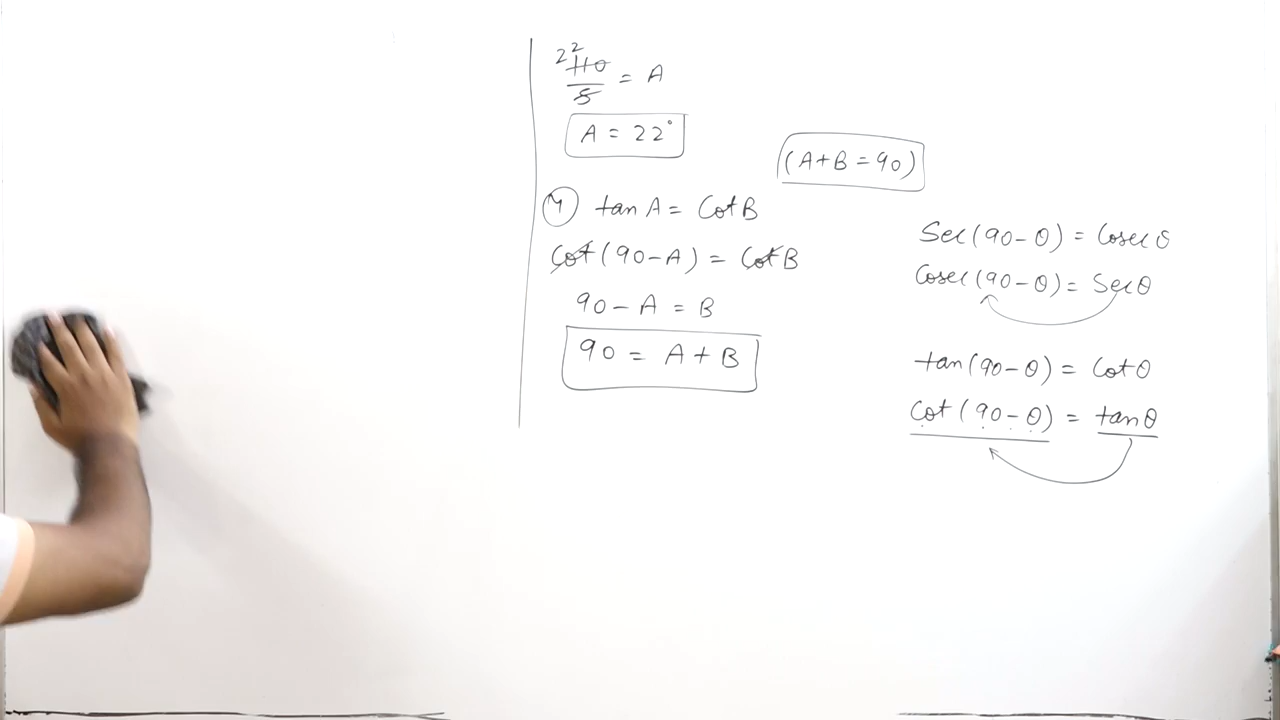 22
110/5 = A
A = 22°
(A+B = 90)
4 tan A = Cot B
Cot (90 - A) = Cot B
90 - A = B
90 = A + B
Sec (90 - θ) = Cosec θ
Cosec (90 - θ) = Sec θ
tan (90 - θ) = Cot θ
Cot (90 - θ) = tan θ